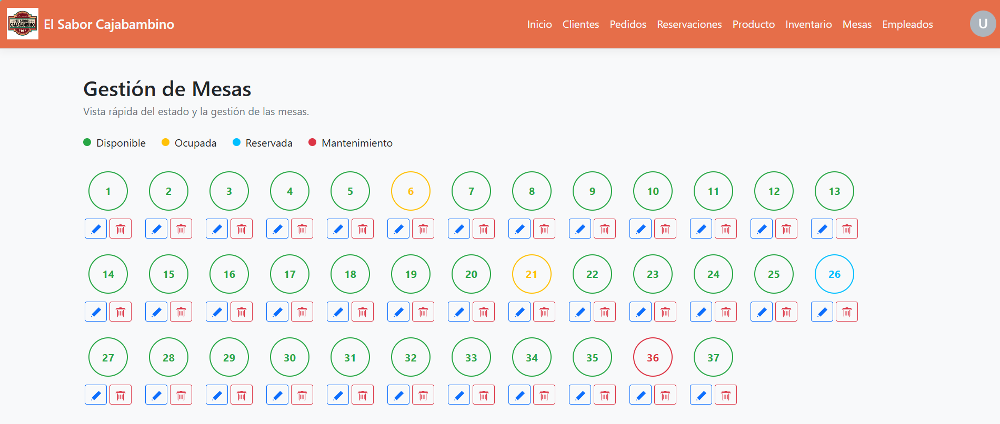 EL SABOR
CAJABAMBINO
El Sabor Cajabambino
Inicio Clientes Pedidos Reservaciones Producto Inventario Mesas Empleados
U
Gestión de Mesas
Vista rápida del estado y la gestión de las mesas.
Disponible Ocupada Reservada Mantenimiento
1 2 3 4 5 6 7 8 9 10 11 12 13
14 15 16 17 18 19 20 21 22 23 24 25 26
27 28 29 30 31 32 33 34 35 36 37